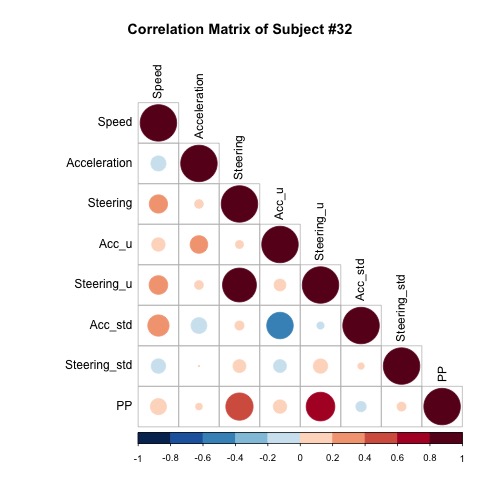 Correlation Matrix of Subject #32
Speed
Acceleration
Steering
Acc_u
Steering_u
Acc_std
Steering_std
PP
Speed
Acceleration
Steering
Acc_u
Steering_u
Acc_std
Steering_std
PP
-1 -0.8 -0.6 -0.4 -0.2 0 0.2 0.4 0.6 0.8 1